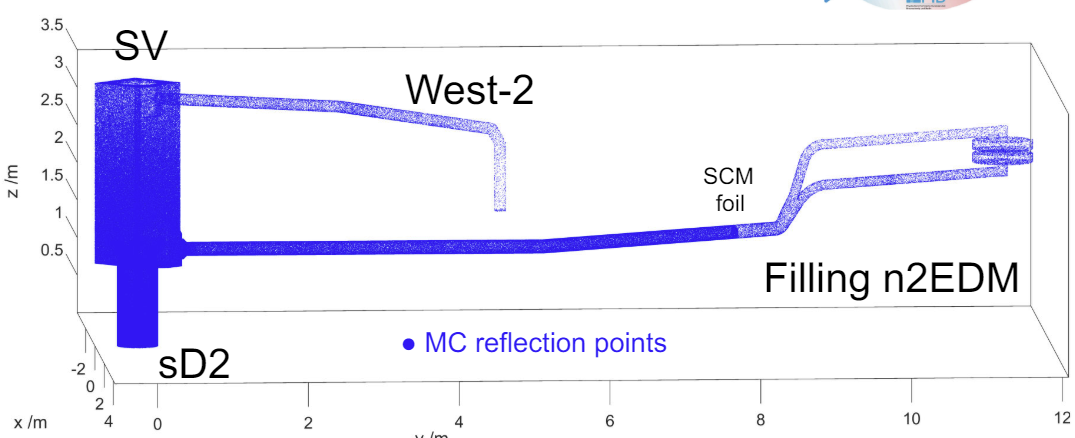 3.5
SV
3
West-2
2.5
2
z /m
1.5
SCM
foil
1
0.5
Filling n2EDM
● MC reflection points
sD2
-2
0
2
x /m
4
0
2
4
6
8
10
12
y /m